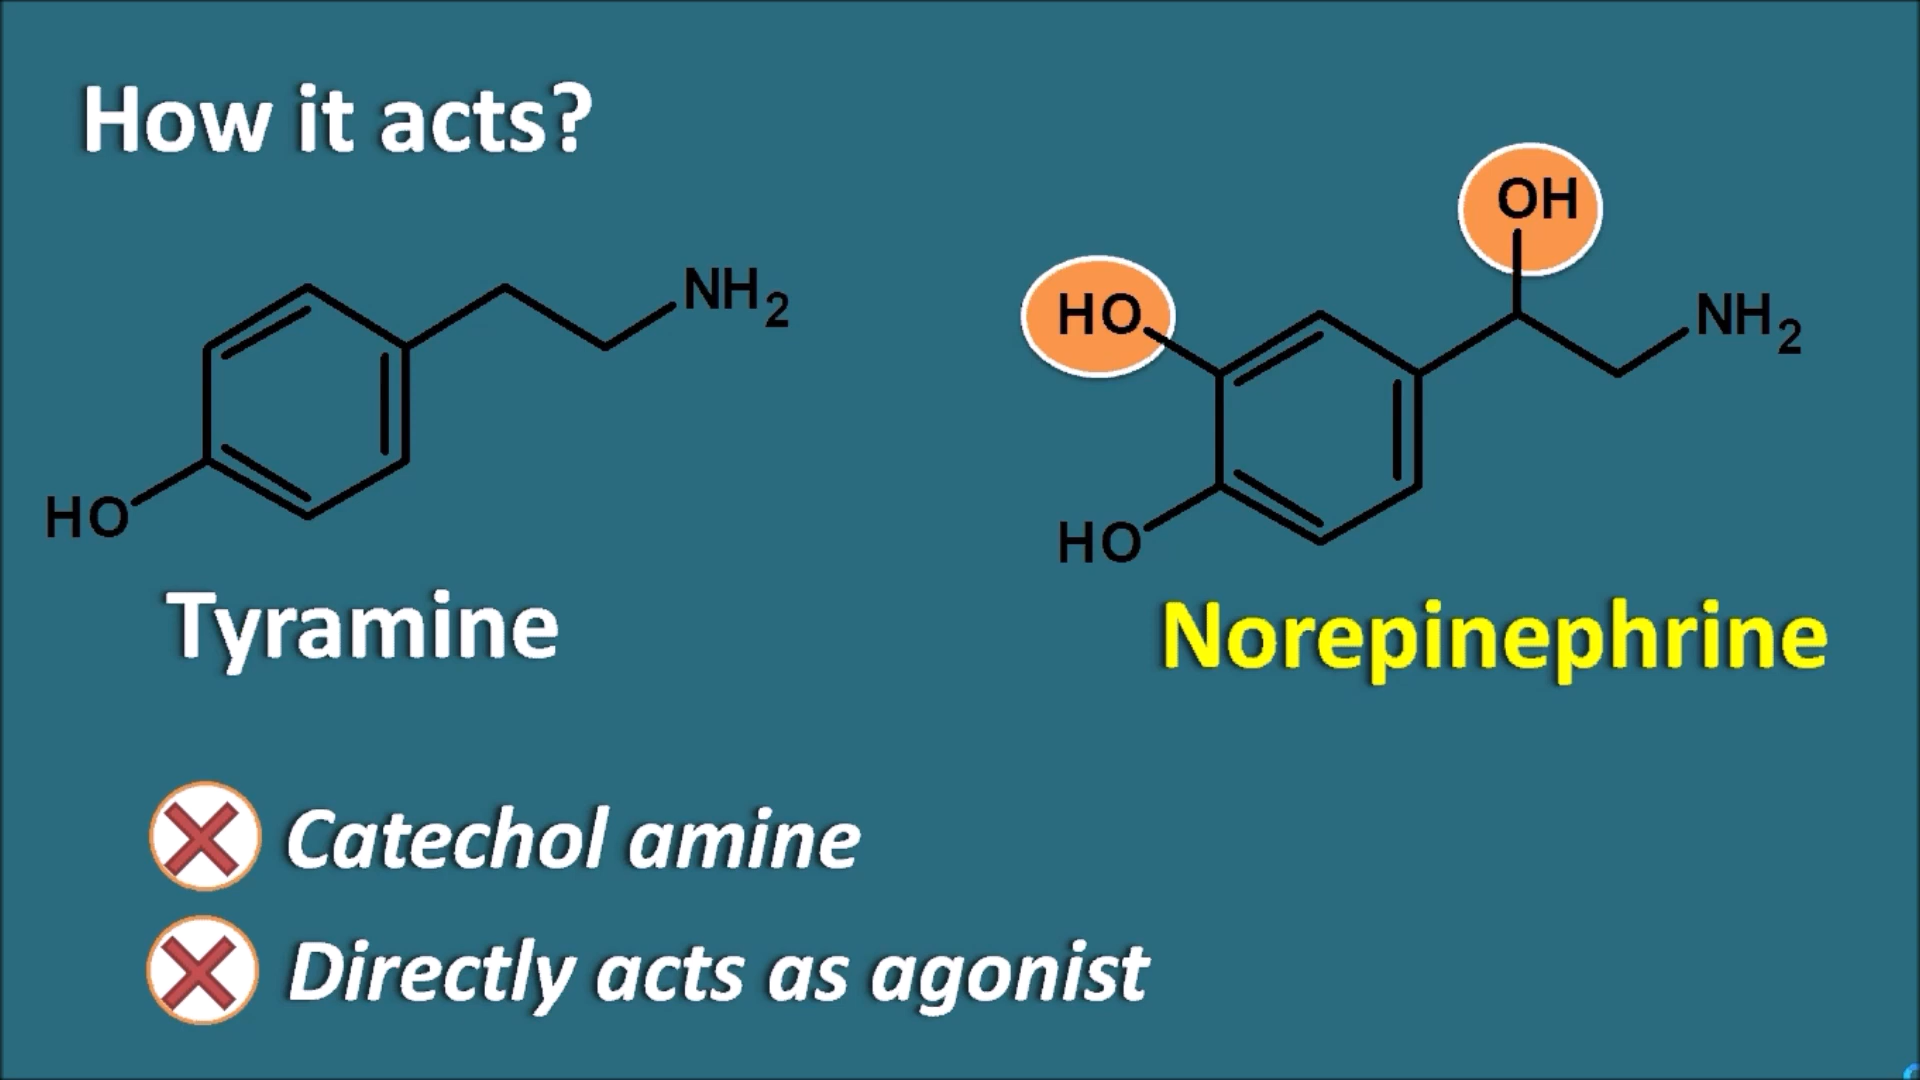 How it acts?
OH
HO
NH2
NH2
HO
HO
Tyramine
Norepinephrine
Catechol amine
Directly acts as agonist